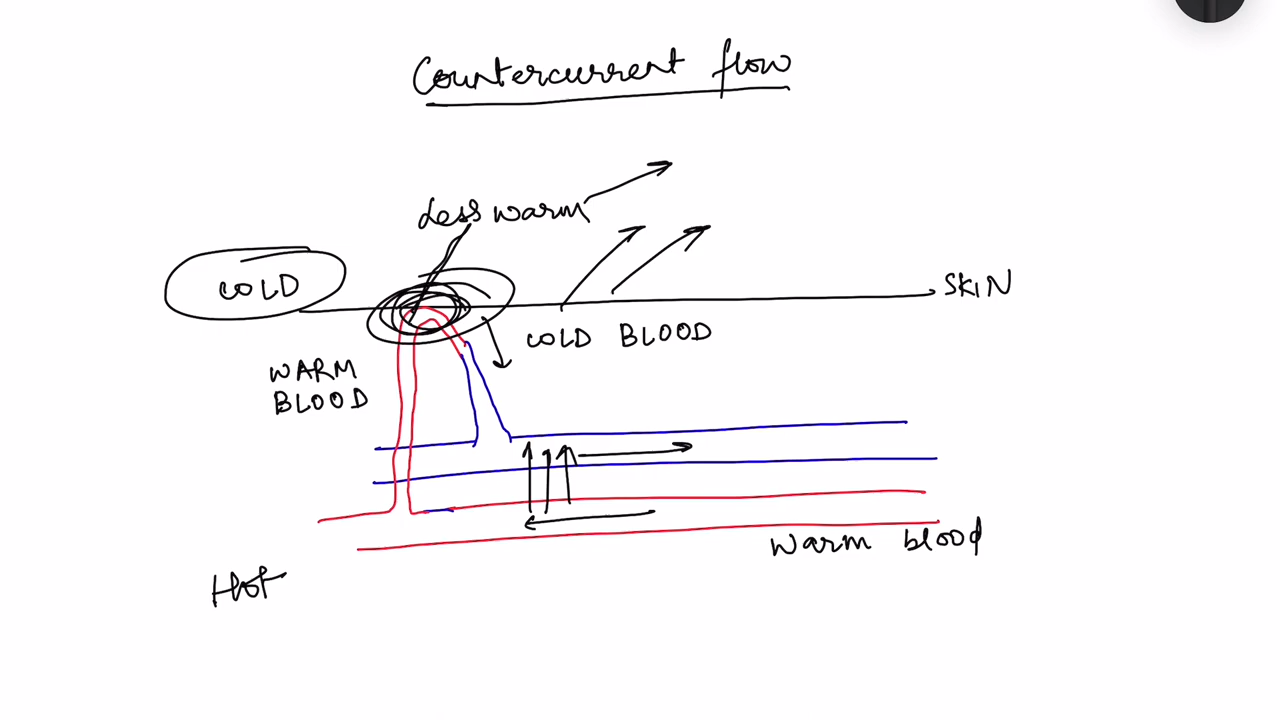 Countercurrent flow
Less warm
COLD
SKIN
COLD BLOOD
WARM
BLOOD
Warm blood
Hot